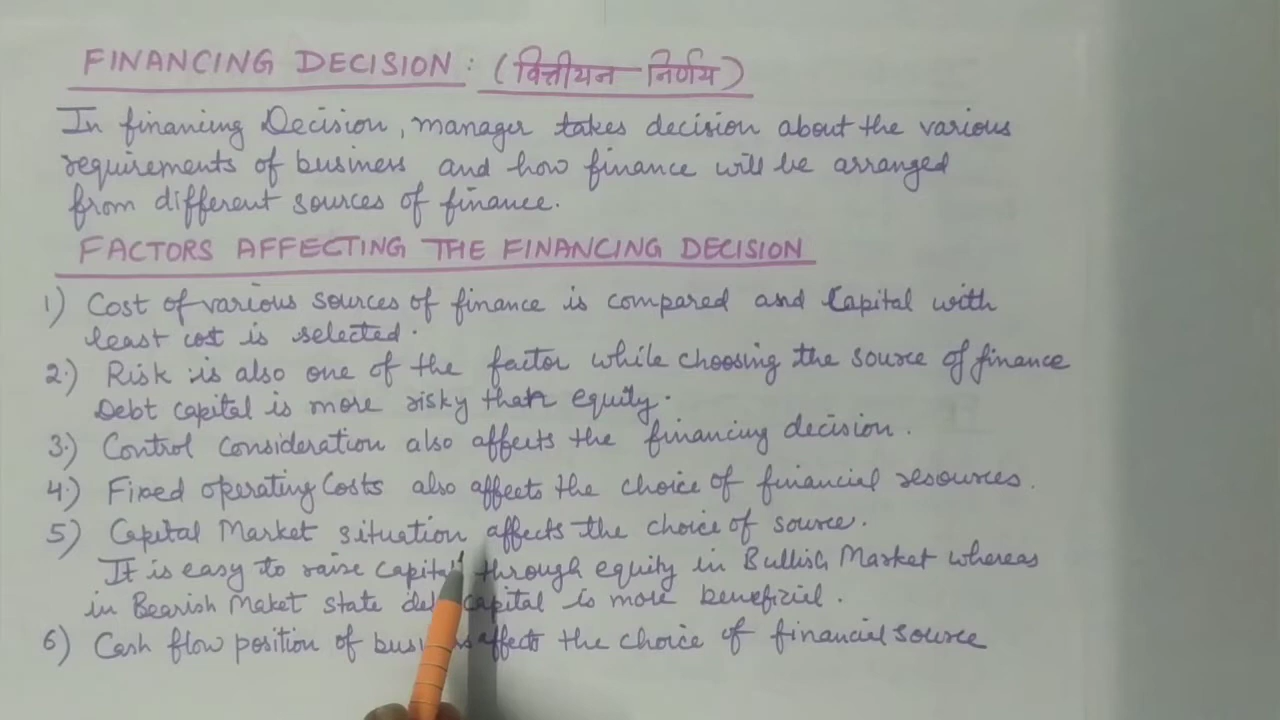 FINANCING DECISION: (वित्तीयन निर्णय)
In financing Decision, manager takes decision about the various
requirements of business and how finance will be arranged
from different sources of finance.
FACTORS AFFECTING THE FINANCING DECISION
1) Cost of various sources of finance is compared and Capital with
least cost is selected.
2.) Risk is also one of the factor while choosing the source of finance
Debt capital is more risky than equity.
3.) Control consideration also affects the financing decision.
4.) Fixed operating Costs also affects the choice of financial resources.
5) Capital Market situation affects the choice of source.
It is easy to raise capital through equity in Bullish Market whereas
in Bearish Maket state capital is more beneficial.
6) Cash flow position of affects the choice of financial source